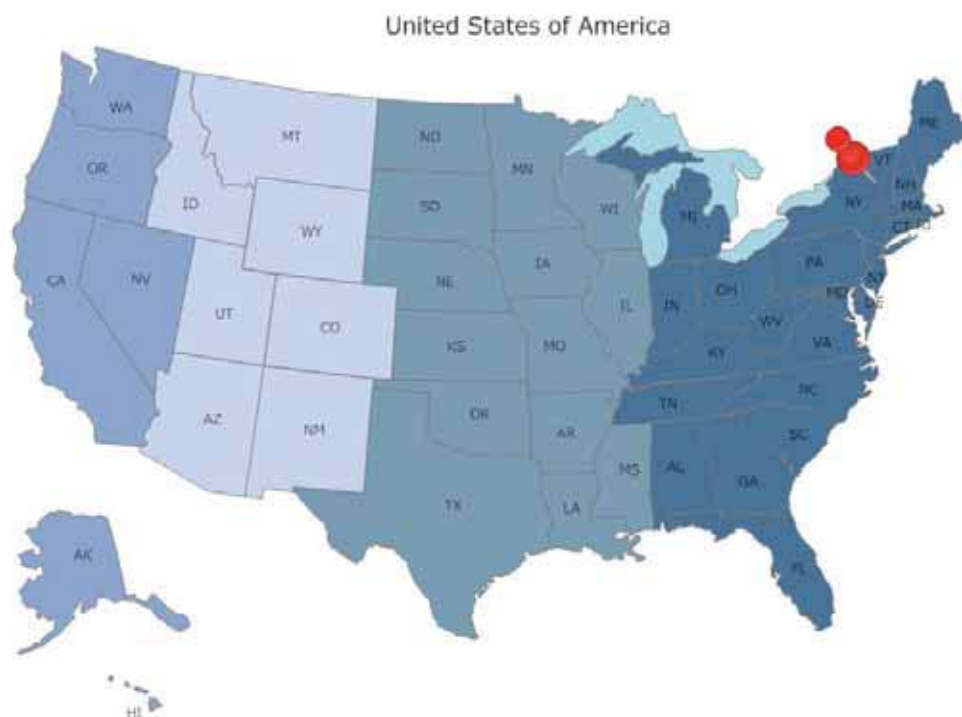 United States of America
WA
MT
ND
MN
ME
VT
OR
ID
SD
WI
MI
NY
NH
MA
WY
CT
RI
CA
NV
NE
IA
PA
NJ
UT
CO
IL
IN
OH
MD
DE
KS
MO
WV
KY
VA
AZ
NM
OK
AR
TN
NC
SC
TX
LA
MS
AL
GA
AK
FL
HI